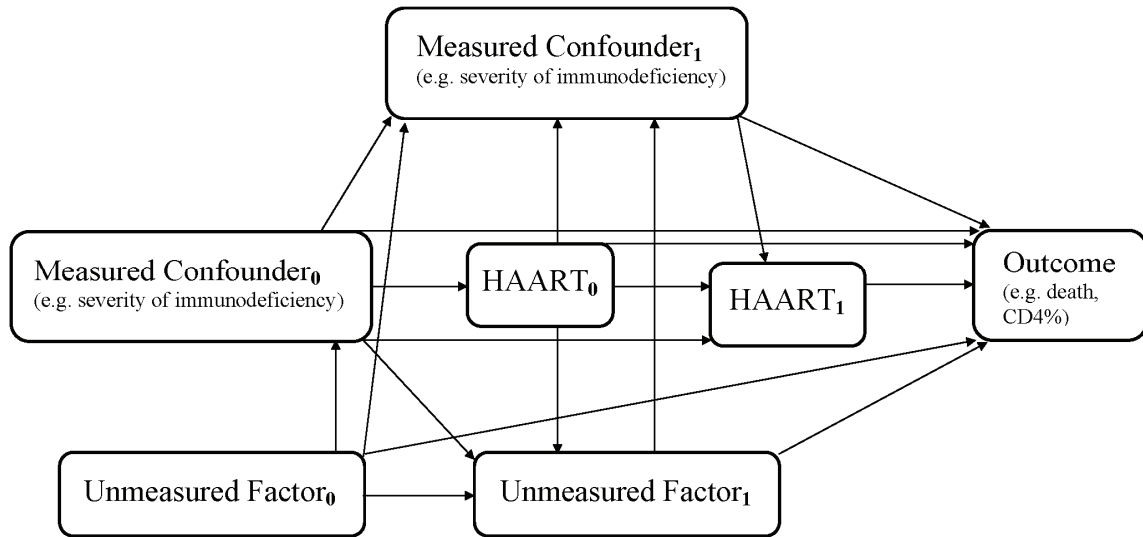 Measured Confounder₁
(e.g. severity of immunodeficiency)
Measured Confounder₀
(e.g. severity of immunodeficiency)
HAART₀
HAART₁
Outcome
(e.g. death,
CD4%)
Unmeasured Factor₀
Unmeasured Factor₁